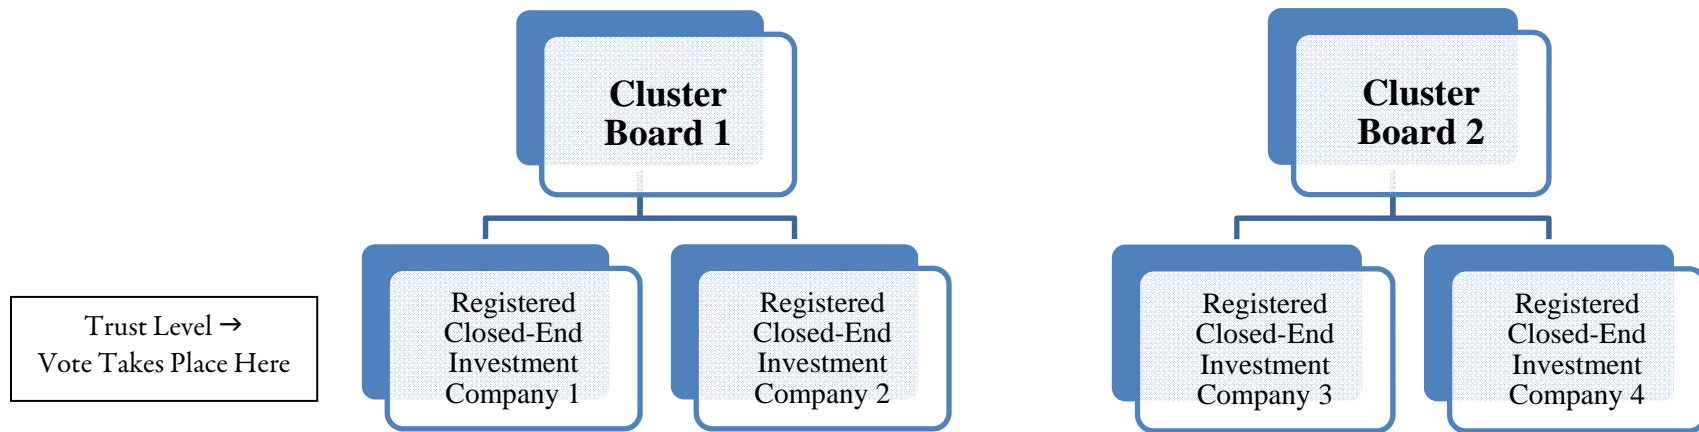 Cluster
Board 1
Cluster
Board 2
Trust Level →
Vote Takes Place Here
Registered
Closed-End
Investment
Company 1
Registered
Closed-End
Investment
Company 2
Registered
Closed-End
Investment
Company 3
Registered
Closed-End
Investment
Company 4